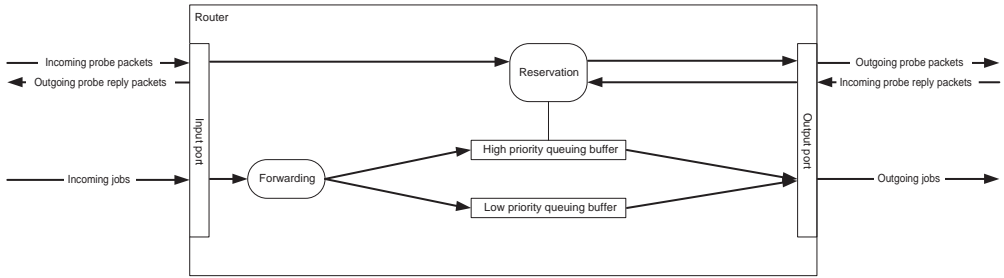 Router
Incoming probe packets
Outgoing probe packets
Reservation
Outgoing probe reply packets
Incoming probe reply packets
Input port
Output port
High priority queuing buffer
Incoming jobs
Forwarding
Outgoing jobs
Low priority queuing buffer